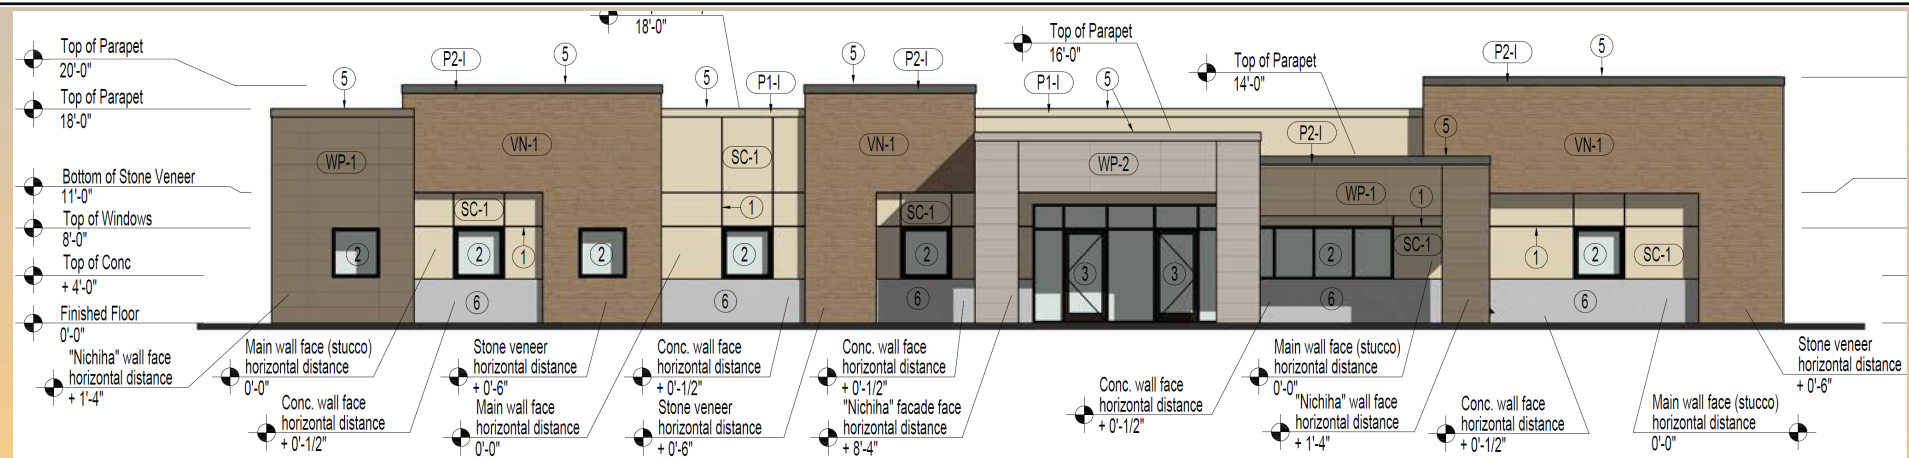 18'-0"
Top of Parapet
20'-0"
Top of Parapet
18'-0"
Bottom of Stone Veneer
11'-0"
Top of Windows
8'-0"
Top of Conc
+ 4'-0"
Finished Floor
0'-0"
5
P2-I
5
5
P1-I
5
P2-I
Top of Parapet
16'-0"
P1-I
5
Top of Parapet
14'-0"
P2-I
5
P2-I
5
WP-1
VN-1
SC-1
VN-1
WP-2
WP-1
VN-1
SC-1
1
SC-1
1
SC-1
SC-1
2
2
1
2
2
2
3
3
2
1
2
6
6
6
6
6
"Nichiha" wall face
horizontal distance
+ 1'-4"
Main wall face (stucco)
horizontal distance
0'-0"
Conc. wall face
horizontal distance
+ 0'-1/2"
Stone veneer
horizontal distance
+ 0'-6"
Main wall face
horizontal distance
0'-0"
Conc. wall face
horizontal distance
+ 0'-1/2"
Stone veneer
horizontal distance
+ 0'-6"
Conc. wall face
horizontal distance
+ 0'-1/2"
"Nichiha" facade face
horizontal distance
+ 8'-4"
Conc. wall face
horizontal distance
+ 0'-1/2"
Main wall face (stucco)
horizontal distance
0'-0"
"Nichiha" wall face
horizontal distance
+ 1'-4"
Conc. wall face
horizontal distance
+ 0'-1/2"
Main wall face (stucco)
horizontal distance
0'-0"
Stone veneer
horizontal distance
+ 0'-6"